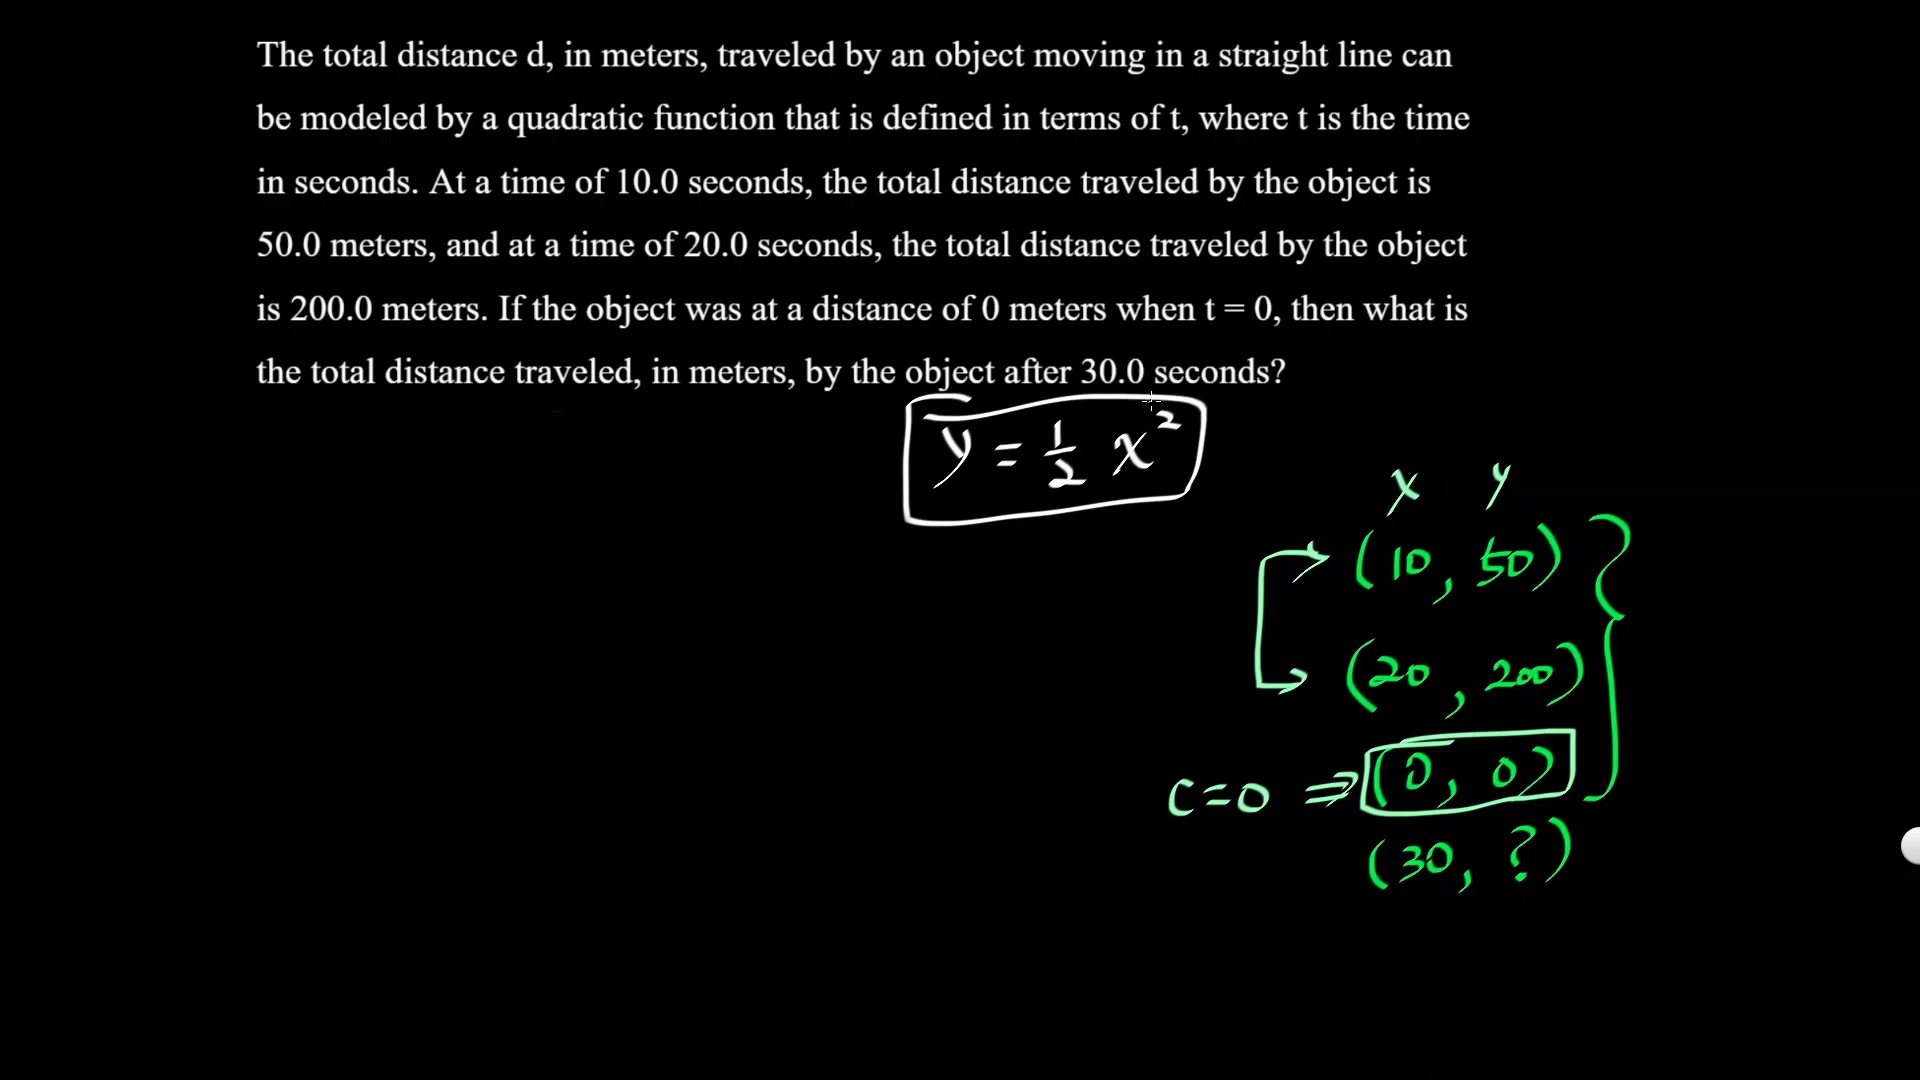 The total distance d, in meters, traveled by an object moving in a straight line can
be modeled by a quadratic function that is defined in terms of t, where t is the time
in seconds. At a time of 10.0 seconds, the total distance traveled by the object is
50.0 meters, and at a time of 20.0 seconds, the total distance traveled by the object
is 200.0 meters. If the object was at a distance of 0 meters when t = 0, then what is
the total distance traveled, in meters, by the object after 30.0 seconds?
y = 1/2 x²
x y
(10, 50)
(20, 200)
c=0 ⇒ (0, 0)
(30, ?)